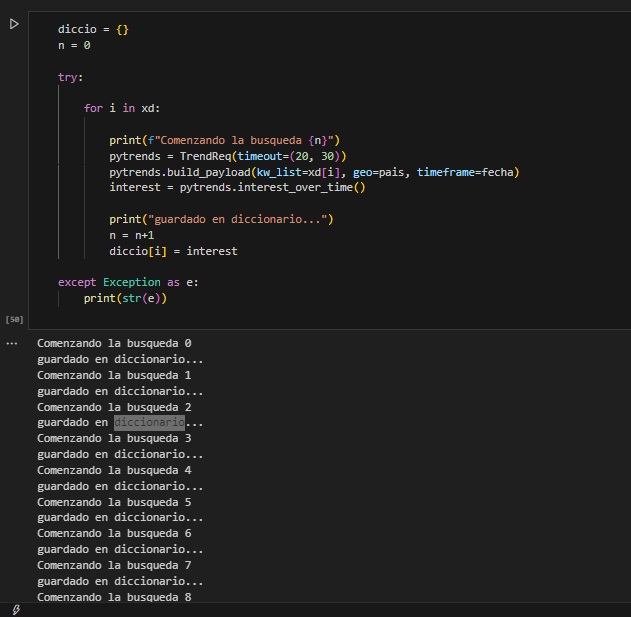 diccio = {}
n = 0
try:
for i in xd:
print(f"Comenzando la busqueda {n}")
pytrends = TrendReq(timeout=(20, 30))
pytrends.build_payload(kw_list=xd[i], geo=pais, timeframe=fecha)
interest = pytrends.interest_over_time()
print("guardado en diccionario...")
n = n+1
diccio[i] = interest
except Exception as e:
print(str(e))
[50]
... Comenzando la busqueda 0
guardado en diccionario...
Comenzando la busqueda 1
guardado en diccionario...
Comenzando la busqueda 2
guardado en diccionario...
Comenzando la busqueda 3
guardado en diccionario...
Comenzando la busqueda 4
guardado en diccionario...
Comenzando la busqueda 5
guardado en diccionario...
Comenzando la busqueda 6
guardado en diccionario...
Comenzando la busqueda 7
guardado en diccionario...
Comenzando la busqueda 8